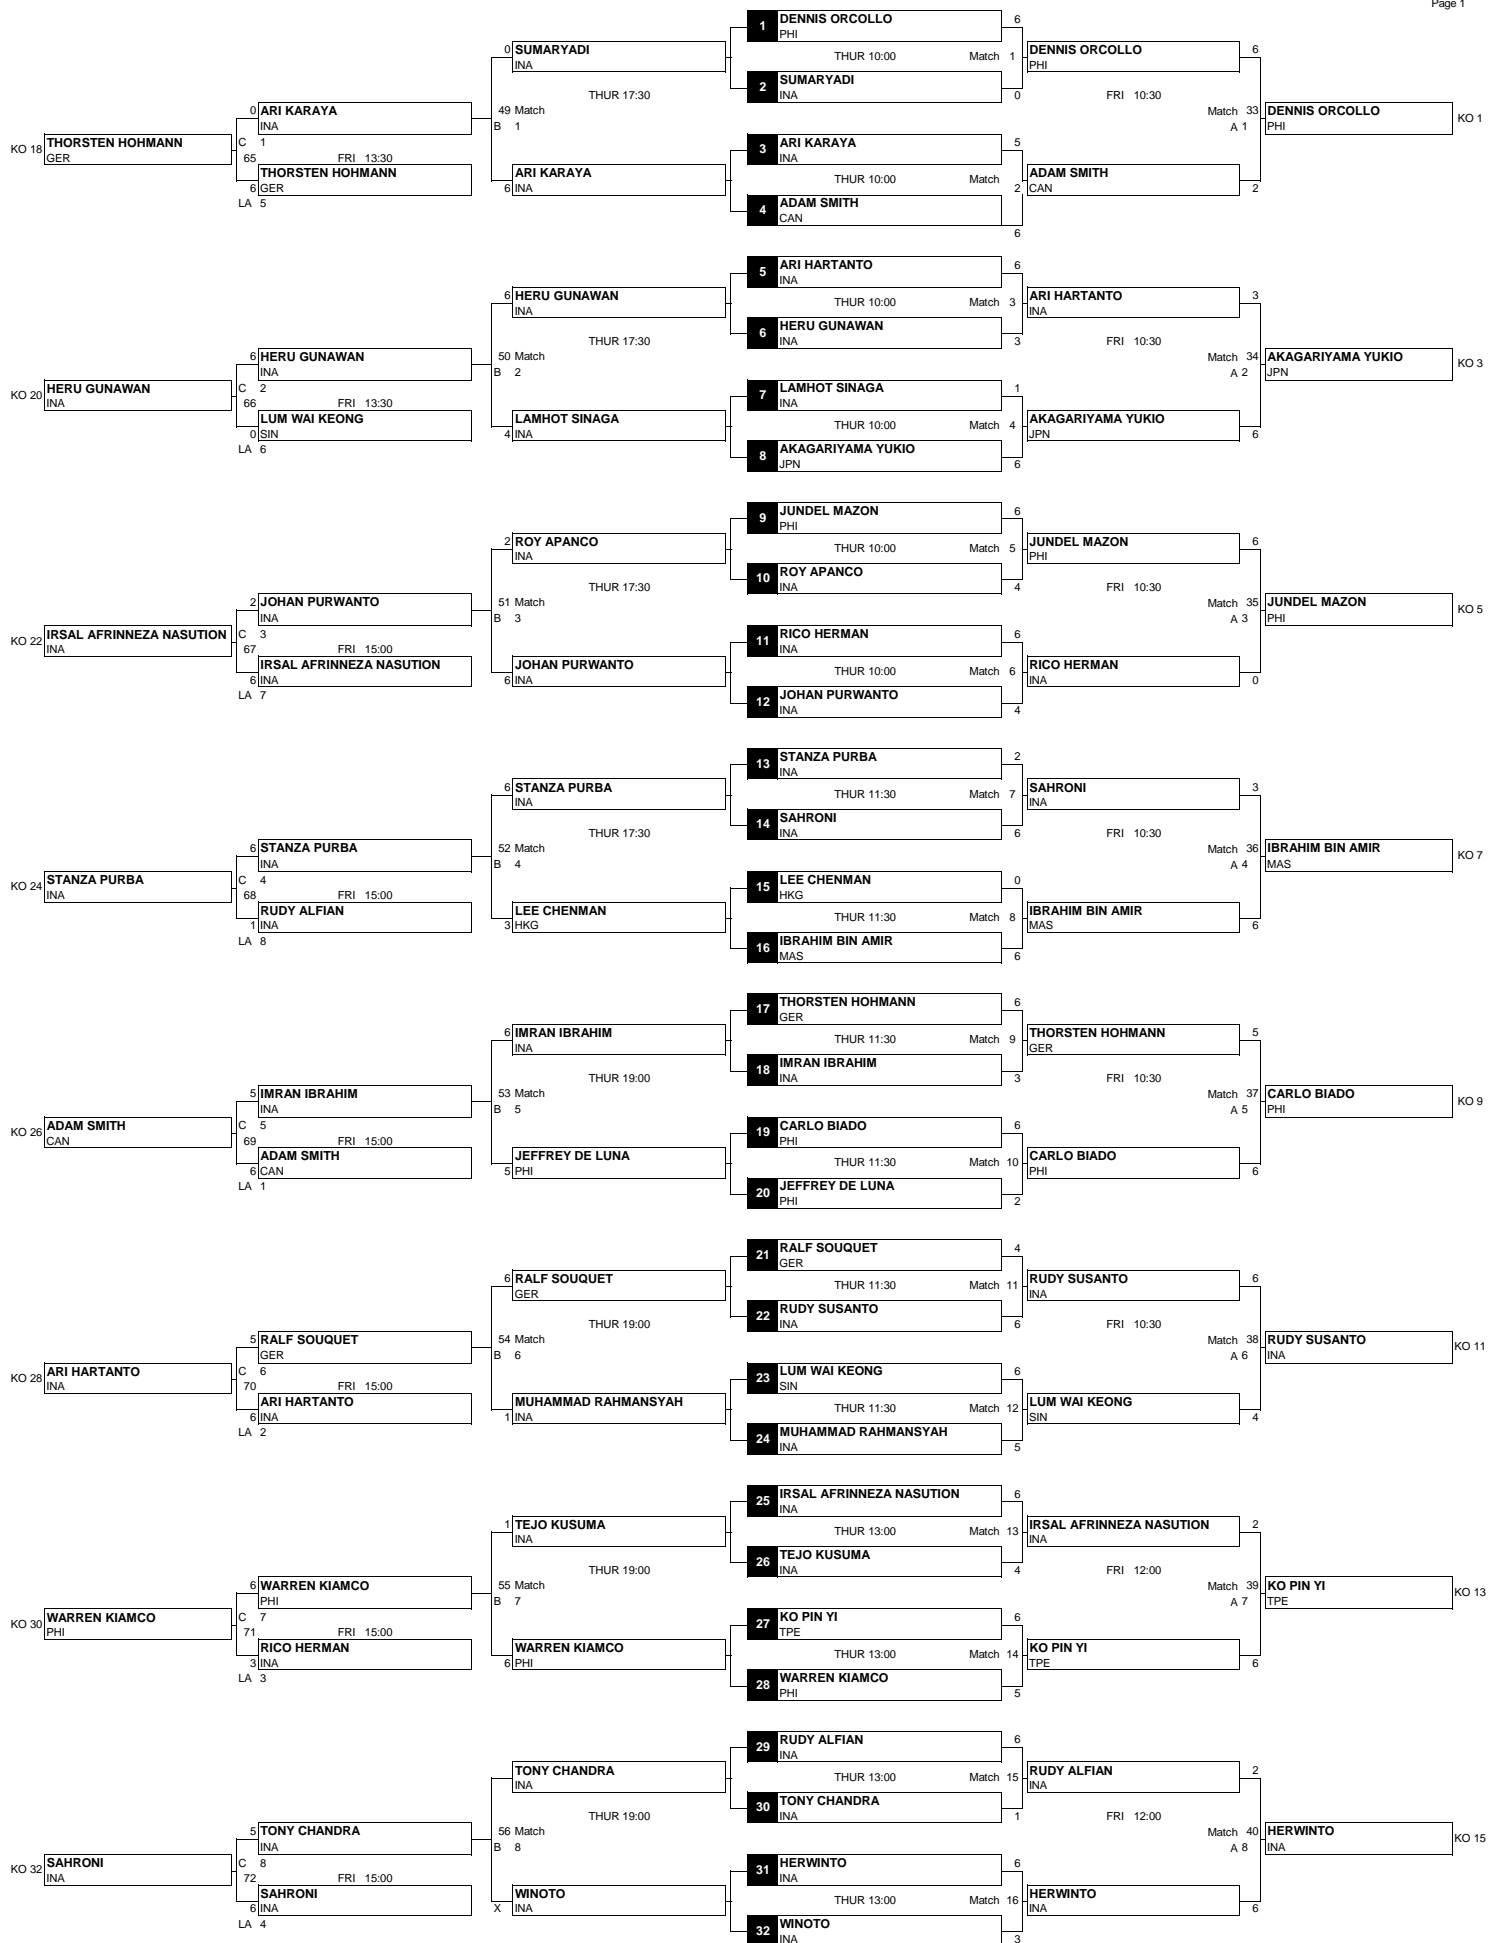 Page 1
1 DENNIS ORCOLLO 6
PHI
0 SUMARYADI
INA
THUR 10:00 Match 1
DENNIS ORCOLLO 6
PHI
2 SUMARYADI
INA 0
THUR 17:30
FRI 10:30
0 ARI KARAYA
INA
49 Match
B 1
Match 33
A 1
DENNIS ORCOLLO
PHI
KO 1
KO 18 THORSTEN HOHMANN
GER
C 1
65 FRI 13:30
THORSTEN HOHMANN
6 GER
LA 5
3 ARI KARAYA 5
INA
ARI KARAYA
6 INA
THUR 10:00 Match 2
ADAM SMITH
CAN 2
4 ADAM SMITH
CAN 6
5 ARI HARTANTO 6
INA
6 HERU GUNAWAN
INA
THUR 10:00 Match 3
ARI HARTANTO 3
INA
6 HERU GUNAWAN
INA 3
THUR 17:30
FRI 10:30
6 HERU GUNAWAN
INA
50 Match
B 2
Match 34
A 2
AKAGARIYAMA YUKIO
JPN
KO 3
KO 20 HERU GUNAWAN
INA
C 2
66 FRI 13:30
LUM WAI KEONG
0 SIN
LA 6
7 LAMHOT SINAGA 1
INA
LAMHOT SINAGA
4 INA
THUR 10:00 Match 4
AKAGARIYAMA YUKIO
JPN 6
8 AKAGARIYAMA YUKIO
JPN 6
9 JUNDEL MAZON 6
PHI
2 ROY APANCO
INA
THUR 10:00 Match 5
JUNDEL MAZON 6
PHI
10 ROY APANCO
INA 4
THUR 17:30
FRI 10:30
2 JOHAN PURWANTO
INA
51 Match
B 3
Match 35
A 3
JUNDEL MAZON
PHI
KO 5
KO 22 IRSAL AFRINNEZA NASUTION
INA
C 3
67 FRI 15:00
IRSAL AFRINNEZA NASUTION
6 INA
LA 7
11 RICO HERMAN 6
INA
JOHAN PURWANTO
6 INA
THUR 10:00 Match 6
RICO HERMAN
INA 0
12 JOHAN PURWANTO
INA 4
13 STANZA PURBA 2
INA
6 STANZA PURBA
INA
THUR 11:30 Match 7
SAHRONI 3
INA
14 SAHRONI
INA 6
THUR 17:30
FRI 10:30
6 STANZA PURBA
INA
52 Match
B 4
Match 36
A 4
IBRAHIM BIN AMIR
MAS
KO 7
KO 24 STANZA PURBA
INA
C 4
68 FRI 15:00
RUDY ALFIAN
1 INA
LA 8
15 LEE CHENMAN 0
HKG
LEE CHENMAN
3 HKG
THUR 11:30 Match 8
IBRAHIM BIN AMIR
MAS 6
16 IBRAHIM BIN AMIR
MAS 6
17 THORSTEN HOHMANN 6
GER
6 IMRAN IBRAHIM
INA
THUR 11:30 Match 9
THORSTEN HOHMANN 5
GER
18 IMRAN IBRAHIM
INA 3
THUR 19:00
FRI 10:30
5 IMRAN IBRAHIM
INA
53 Match
B 5
Match 37
A 5
CARLO BIADO
PHI
KO 9
KO 26 ADAM SMITH
CAN
C 5
69 FRI 15:00
ADAM SMITH
6 CAN
LA 1
19 CARLO BIADO 6
PHI
JEFFREY DE LUNA
5 PHI
THUR 11:30 Match 10
CARLO BIADO
PHI 6
20 JEFFREY DE LUNA
PHI 2
21 RALF SOUQUET 4
GER
6 RALF SOUQUET
GER
THUR 11:30 Match 11
RUDY SUSANTO 6
INA
22 RUDY SUSANTO
INA 6
THUR 19:00
FRI 10:30
5 RALF SOUQUET
GER
54 Match
B 6
Match 38
A 6
RUDY SUSANTO
INA
KO 11
KO 28 ARI HARTANTO
INA
C 6
70 FRI 15:00
ARI HARTANTO
6 INA
LA 2
23 LUM WAI KEONG 6
SIN
MUHAMMAD RAHMANSYAH
1 INA
THUR 11:30 Match 12
LUM WAI KEONG
SIN 4
24 MUHAMMAD RAHMANSYAH
INA 5
25 IRSAL AFRINNEZA NASUTION 6
INA
1 TEJO KUSUMA
INA
THUR 13:00 Match 13
IRSAL AFRINNEZA NASUTION 2
INA
26 TEJO KUSUMA
INA 4
THUR 19:00
FRI 12:00
6 WARREN KIAMCO
PHI
55 Match
B 7
Match 39
A 7
KO PIN YI
TPE
KO 13
KO 30 WARREN KIAMCO
PHI
C 7
71 FRI 15:00
RICO HERMAN
3 INA
LA 3
27 KO PIN YI 6
TPE
WARREN KIAMCO
6 PHI
THUR 13:00 Match 14
KO PIN YI
TPE 6
28 WARREN KIAMCO
PHI 5
29 RUDY ALFIAN 6
INA
TONY CHANDRA
INA
THUR 13:00 Match 15
RUDY ALFIAN 2
INA
30 TONY CHANDRA
INA 1
THUR 19:00
FRI 12:00
5 TONY CHANDRA
INA
56 Match
B 8
Match 40
A 8
HERWINTO
INA
KO 15
KO 32 SAHRONI
INA
C 8
72 FRI 15:00
SAHRONI
6 INA
LA 4
31 HERWINTO 6
INA
WINOTO
X INA
THUR 13:00 Match 16
HERWINTO
INA 6
32 WINOTO
INA 3